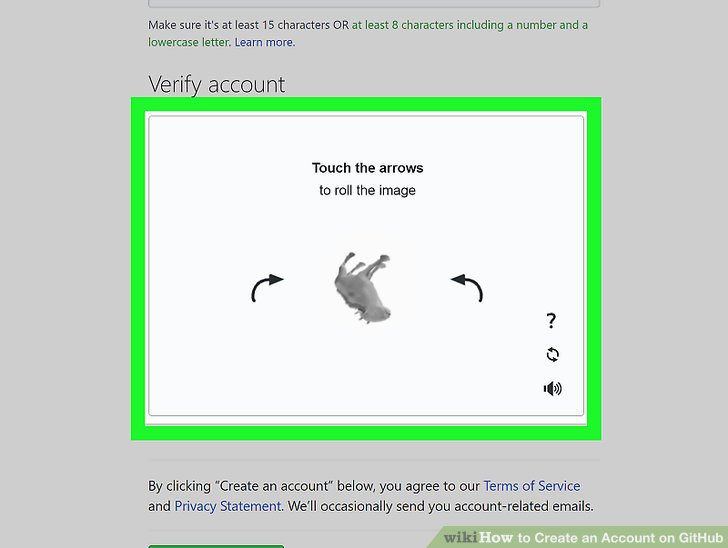 Make sure it's at least 15 characters OR at least 8 characters including a number and a
lowercase letter. Learn more.
Verify account
Touch the arrows
to roll the image
?
By clicking “Create an account” below, you agree to our Terms of Service
and Privacy Statement. We’ll occasionally send you account-related emails.
wikiHow to Create an Account on GitHub